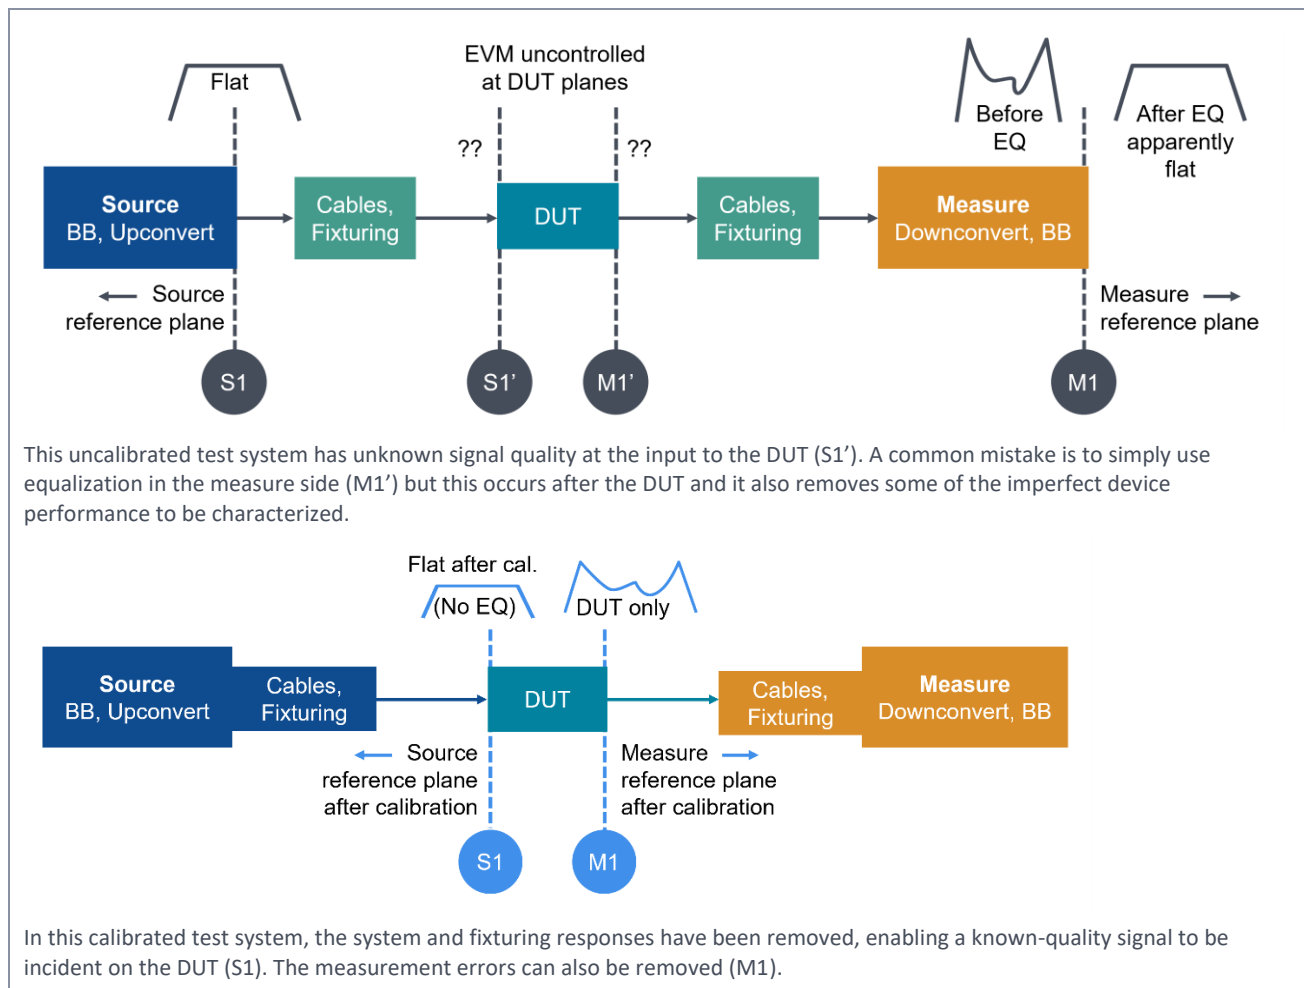 Flat
EVM uncontrolled
at DUT planes
??
??
Before
EQ
After EQ
apparently
flat
Source
BB, Upconvert
Cables,
Fixturing
DUT
Cables,
Fixturing
Measure
Downconvert, BB
Source
reference plane
Measure
reference plane
S1
S1’
M1’
M1
This uncalibrated test system has unknown signal quality at the input to the DUT (S1’). A common mistake is to simply use
equalization in the measure side (M1’) but this occurs after the DUT and it also removes some of the imperfect device
performance to be characterized.
Flat after cal.
(No EQ)
DUT only
Source
BB, Upconvert
Cables,
Fixturing
DUT
Cables,
Fixturing
Measure
Downconvert, BB
Source
reference plane
after calibration
Measure
reference plane
after calibration
S1
M1
In this calibrated test system, the system and fixturing responses have been removed, enabling a known-quality signal to be
incident on the DUT (S1). The measurement errors can also be removed (M1).